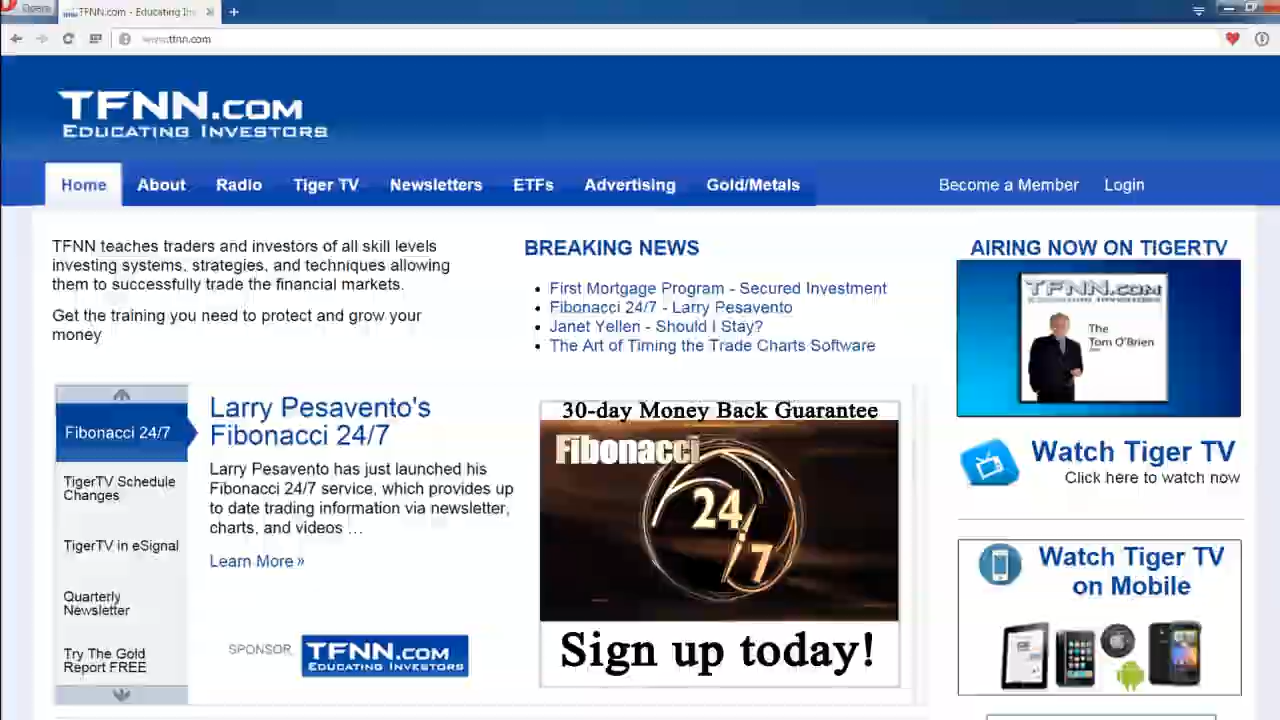 Opera
TFNN.com - Educating In
www.tfnn.com
TFNN.COM
EDUCATING INVESTORS
Home
About
Radio
Tiger TV
Newsletters
ETFs
Advertising
Gold/Metals
Become a Member
Login
TFNN teaches traders and investors of all skill levels
investing systems, strategies, and techniques allowing
them to successfully trade the financial markets.
Get the training you need to protect and grow your
money
BREAKING NEWS
First Mortgage Program - Secured Investment
Fibonacci 24/7 - Larry Pesavento
Janet Yellen - Should I Stay?
The Art of Timing the Trade Charts Software
AIRING NOW ON TIGERTV
TFNN.COM
EDUCATING INVESTORS
The
Tom O'Brien
Watch Tiger TV
Click here to watch now
Fibonacci 24/7
TigerTV Schedule
Changes
TigerTV in eSignal
Quarterly
Newsletter
Try The Gold
Report FREE
Larry Pesavento's
Fibonacci 24/7
Larry Pesavento has just launched his
Fibonacci 24/7 service, which provides up
to date trading information via newsletter,
charts, and videos …
Learn More »
SPONSOR
TFNN.COM
EDUCATING INVESTORS
30-day Money Back Guarantee
Fibonacci
24
7
Sign up today!
Watch Tiger TV
on Mobile